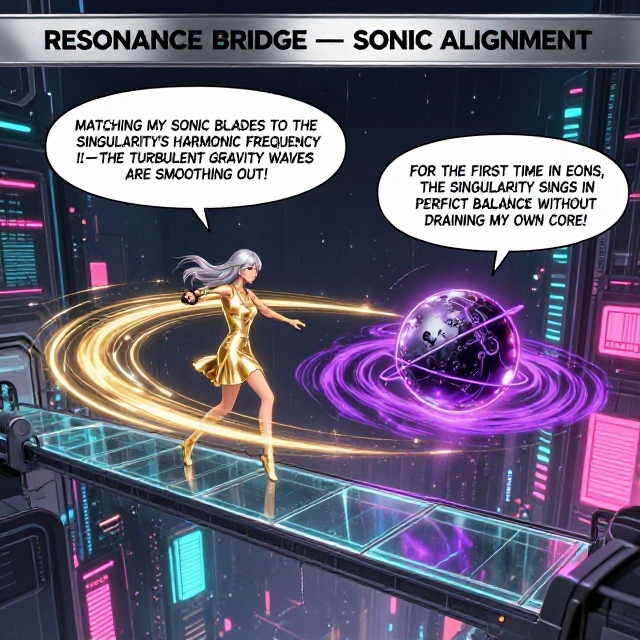 RESONANCE BRIDGE — SONIC ALIGNMENT
MATCHING MY SONIC BLADES TO THE
SINGULARITY'S HARMONIC FREQUENCY
!!—THE TURBULENT GRAVITY WAVES
ARE SMOOTHING OUT!
FOR THE FIRST TIME IN EONS,
THE SINGULARITY SINGS IN
PERFICT BALANCE WITHOUT
DRAINING MY OWN CORE!